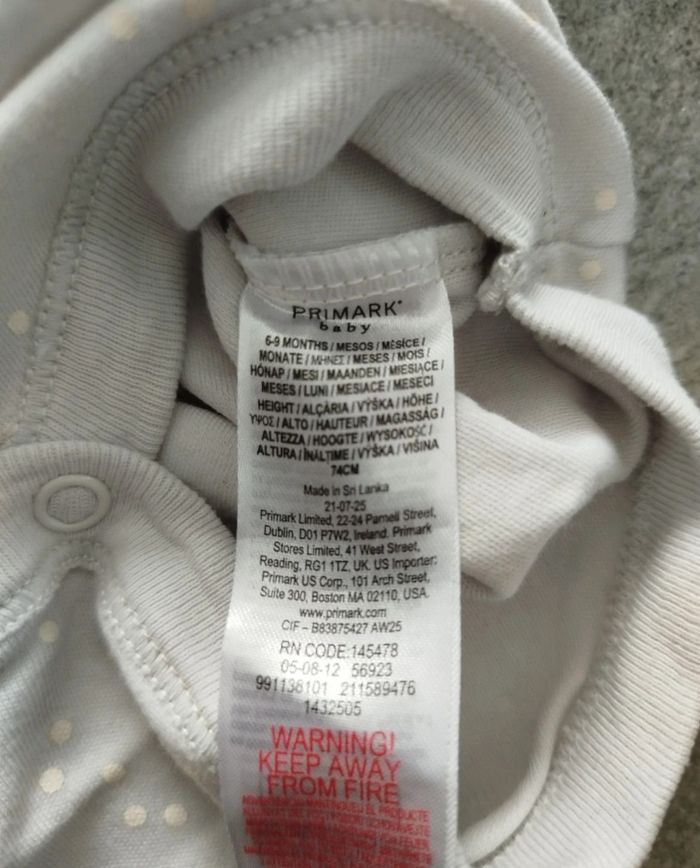 PRIMARK®
baby
6-9 MONTHS / MESOS / MĚSÍCE /
MONATE / ΜΗΝΕΣ / MESES / MOIS /
HÓNAP / MESI / MAANDEN / MIESIĄCE /
MESES / LUNI / MESIACE / MESECI
HEIGHT / ALÇÀRIA / VÝŠKA / HÖHE /
ΥΨΟΣ / ALTO / HAUTEUR / MAGASSÁG /
ALTEZZA / HOOGTE / WYSOKOŚĆ /
ALTURA / ÎNĂLŢIME / VÝŠKA / VIŠINA
74CM
Made in Sri Lanka
21-07-25
Primark Limited, 22-24 Parnell Street,
Dublin, D01 P7W2, Ireland. Primark
Stores Limited, 41 West Street,
Reading, RG1 1TZ, UK. US Importer:
Primark US Corp., 101 Arch Street,
Suite 300, Boston MA 02110, USA.
www.primark.com
CIF – B83875427 AW25
RN CODE:145478
05-08-12 56923
991136101 211589476
1432505
WARNING!
KEEP AWAY
FROM FIRE
MANTINGUEU EL PRODUCTE